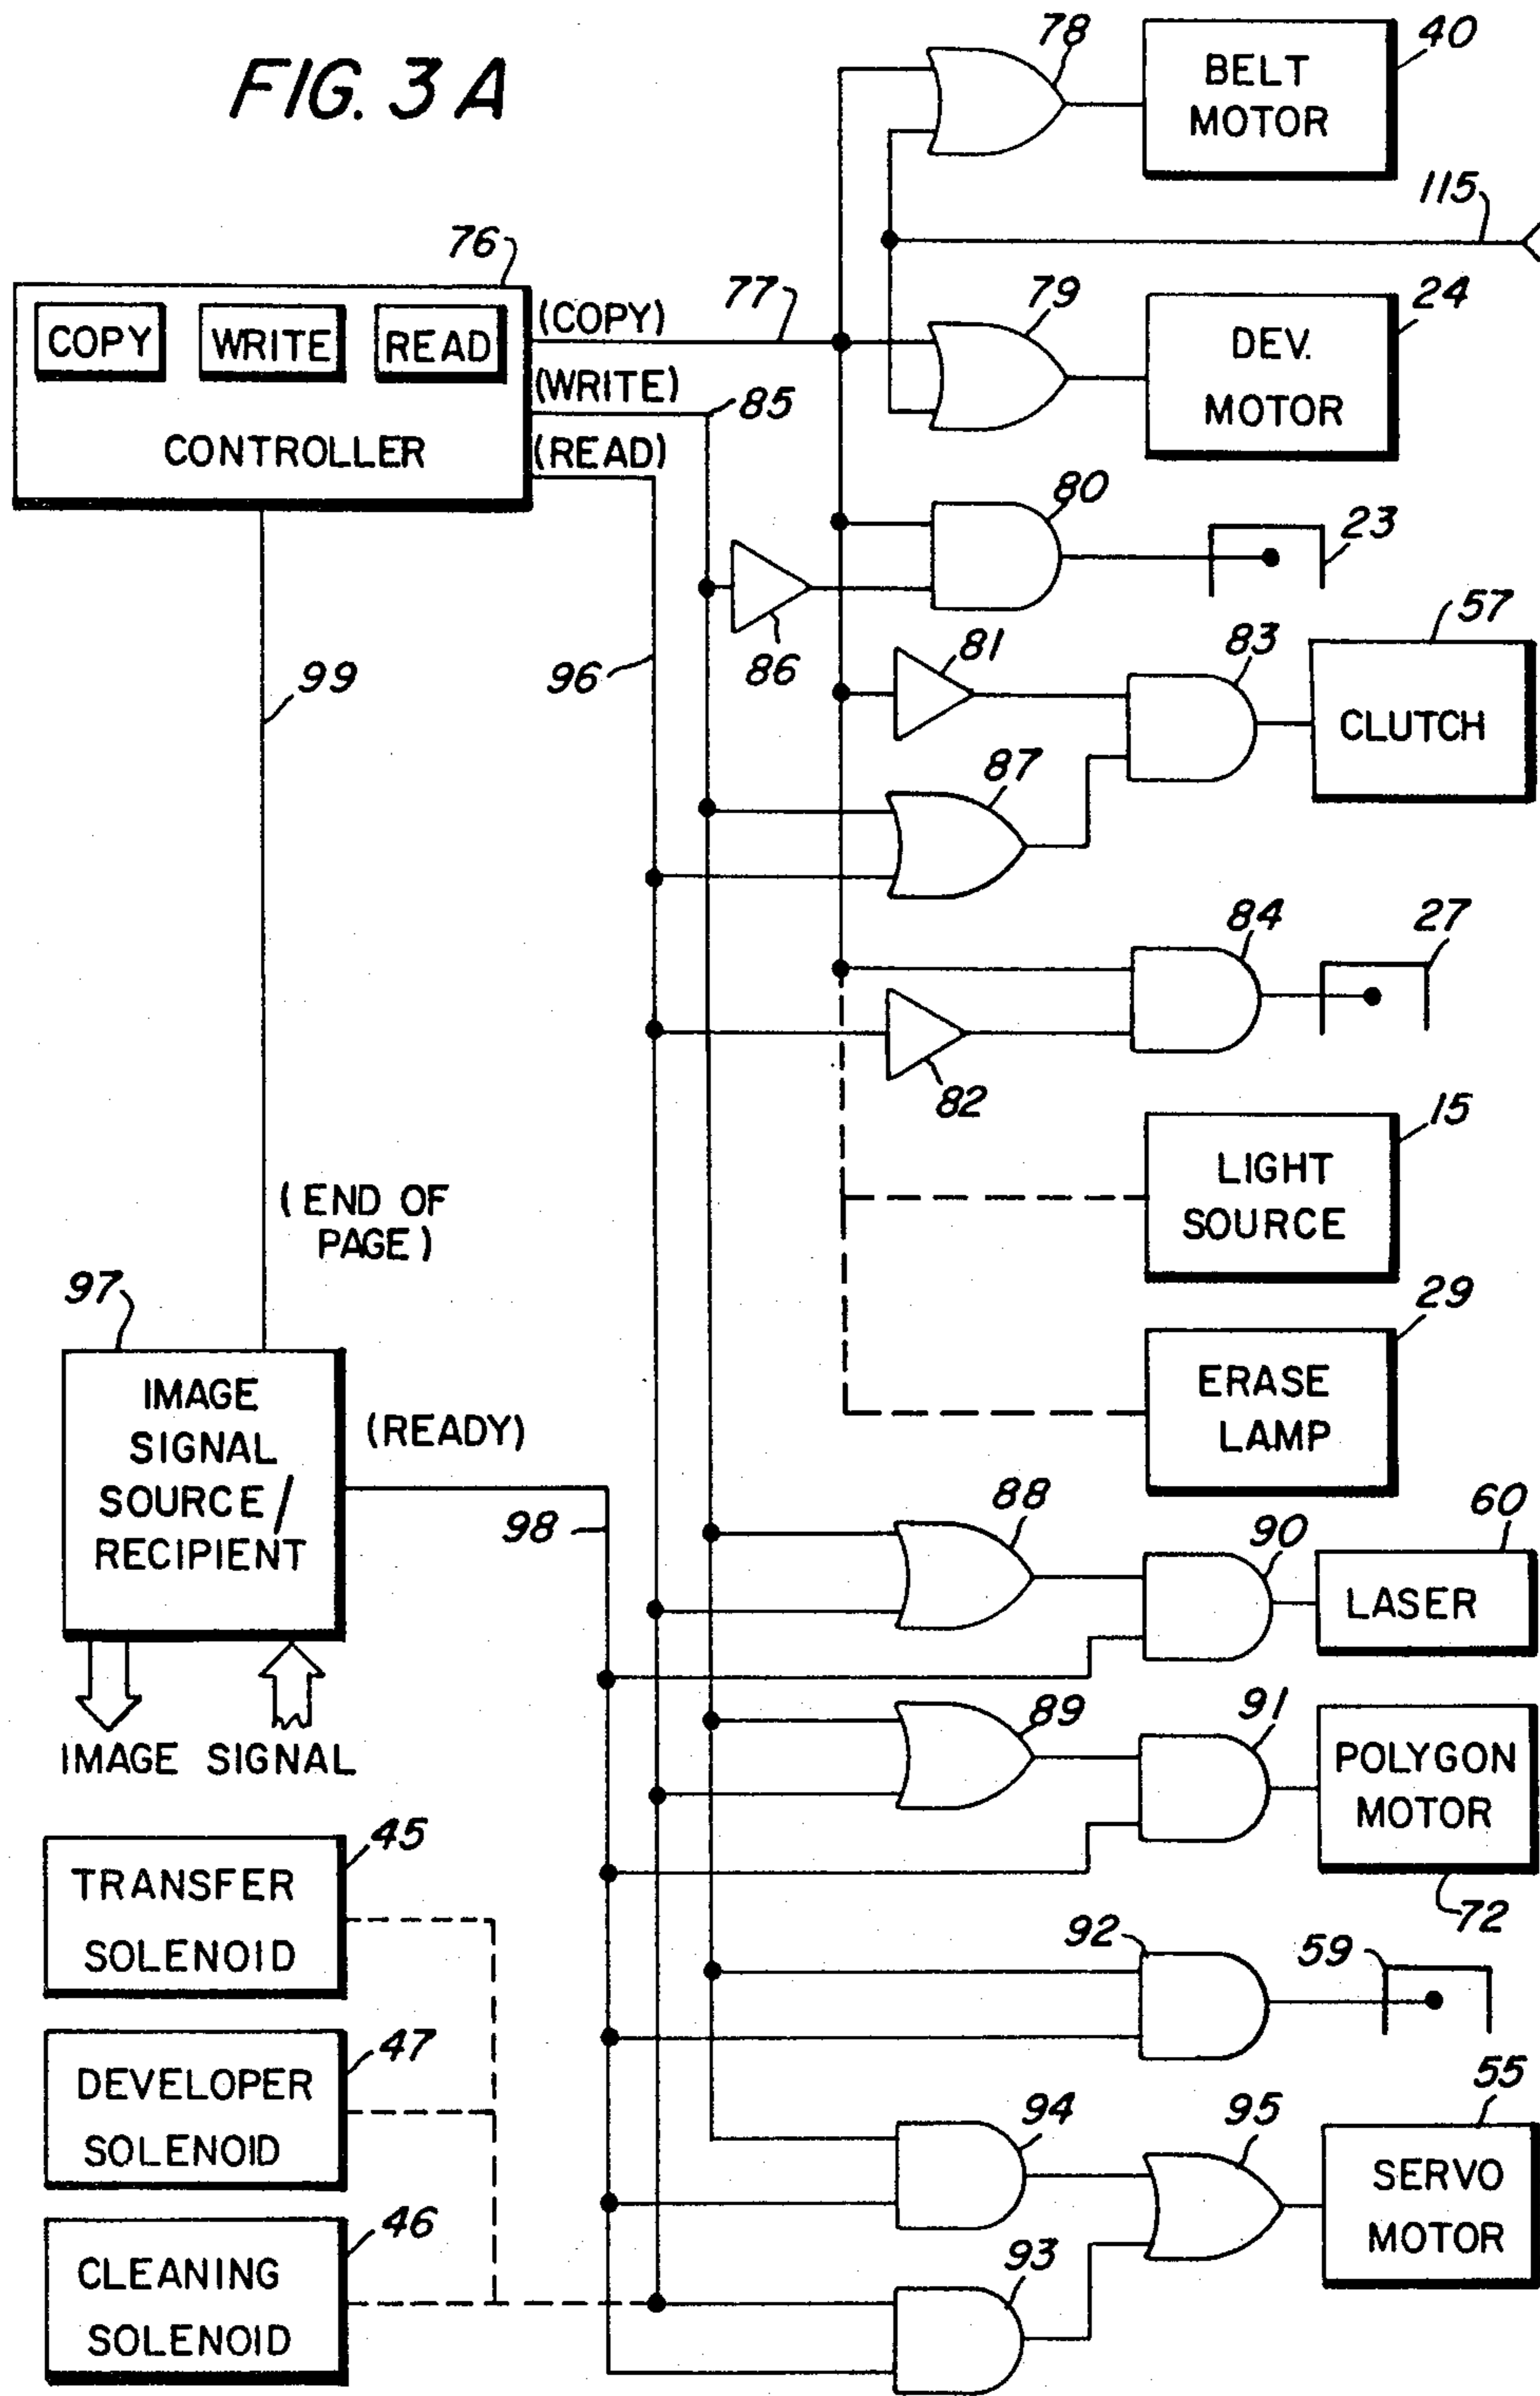 FIG. 3 A
78
BELT
MOTOR
40
115
76
COPY
WRITE
READ
CONTROLLER
(COPY)
(WRITE)
(READ)
77
85
79
DEV.
MOTOR
24
80
23
86
81
83
57
CLUTCH
99
96
87
84
27
82
15
LIGHT
SOURCE
(END OF
PAGE)
97
IMAGE
SIGNAL
SOURCE/
RECIPIENT
(READY)
98
29
ERASE
LAMP
88
90
60
LASER
IMAGE SIGNAL
89
91
POLYGON
MOTOR
72
45
TRANSFER
SOLENOID
92
59
47
DEVELOPER
SOLENOID
94
95
55
SERVO
MOTOR
46
CLEANING
SOLENOID
93